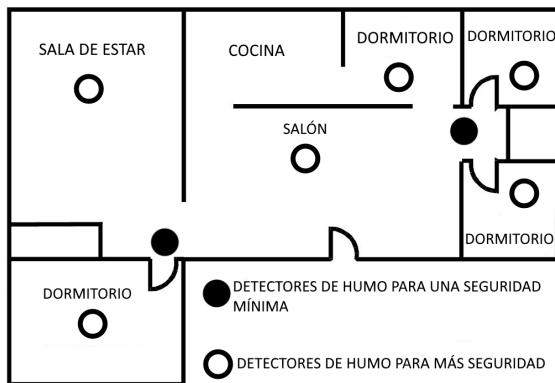 SALA DE ESTAR
COCINA
DORMITORIO
DORMITORIO
SALÓN
DORMITORIO
DORMITORIO
DETECTORES DE HUMO PARA UNA SEGURIDAD
MÍNIMA
DETECTORES DE HUMO PARA MÁS SEGURIDAD